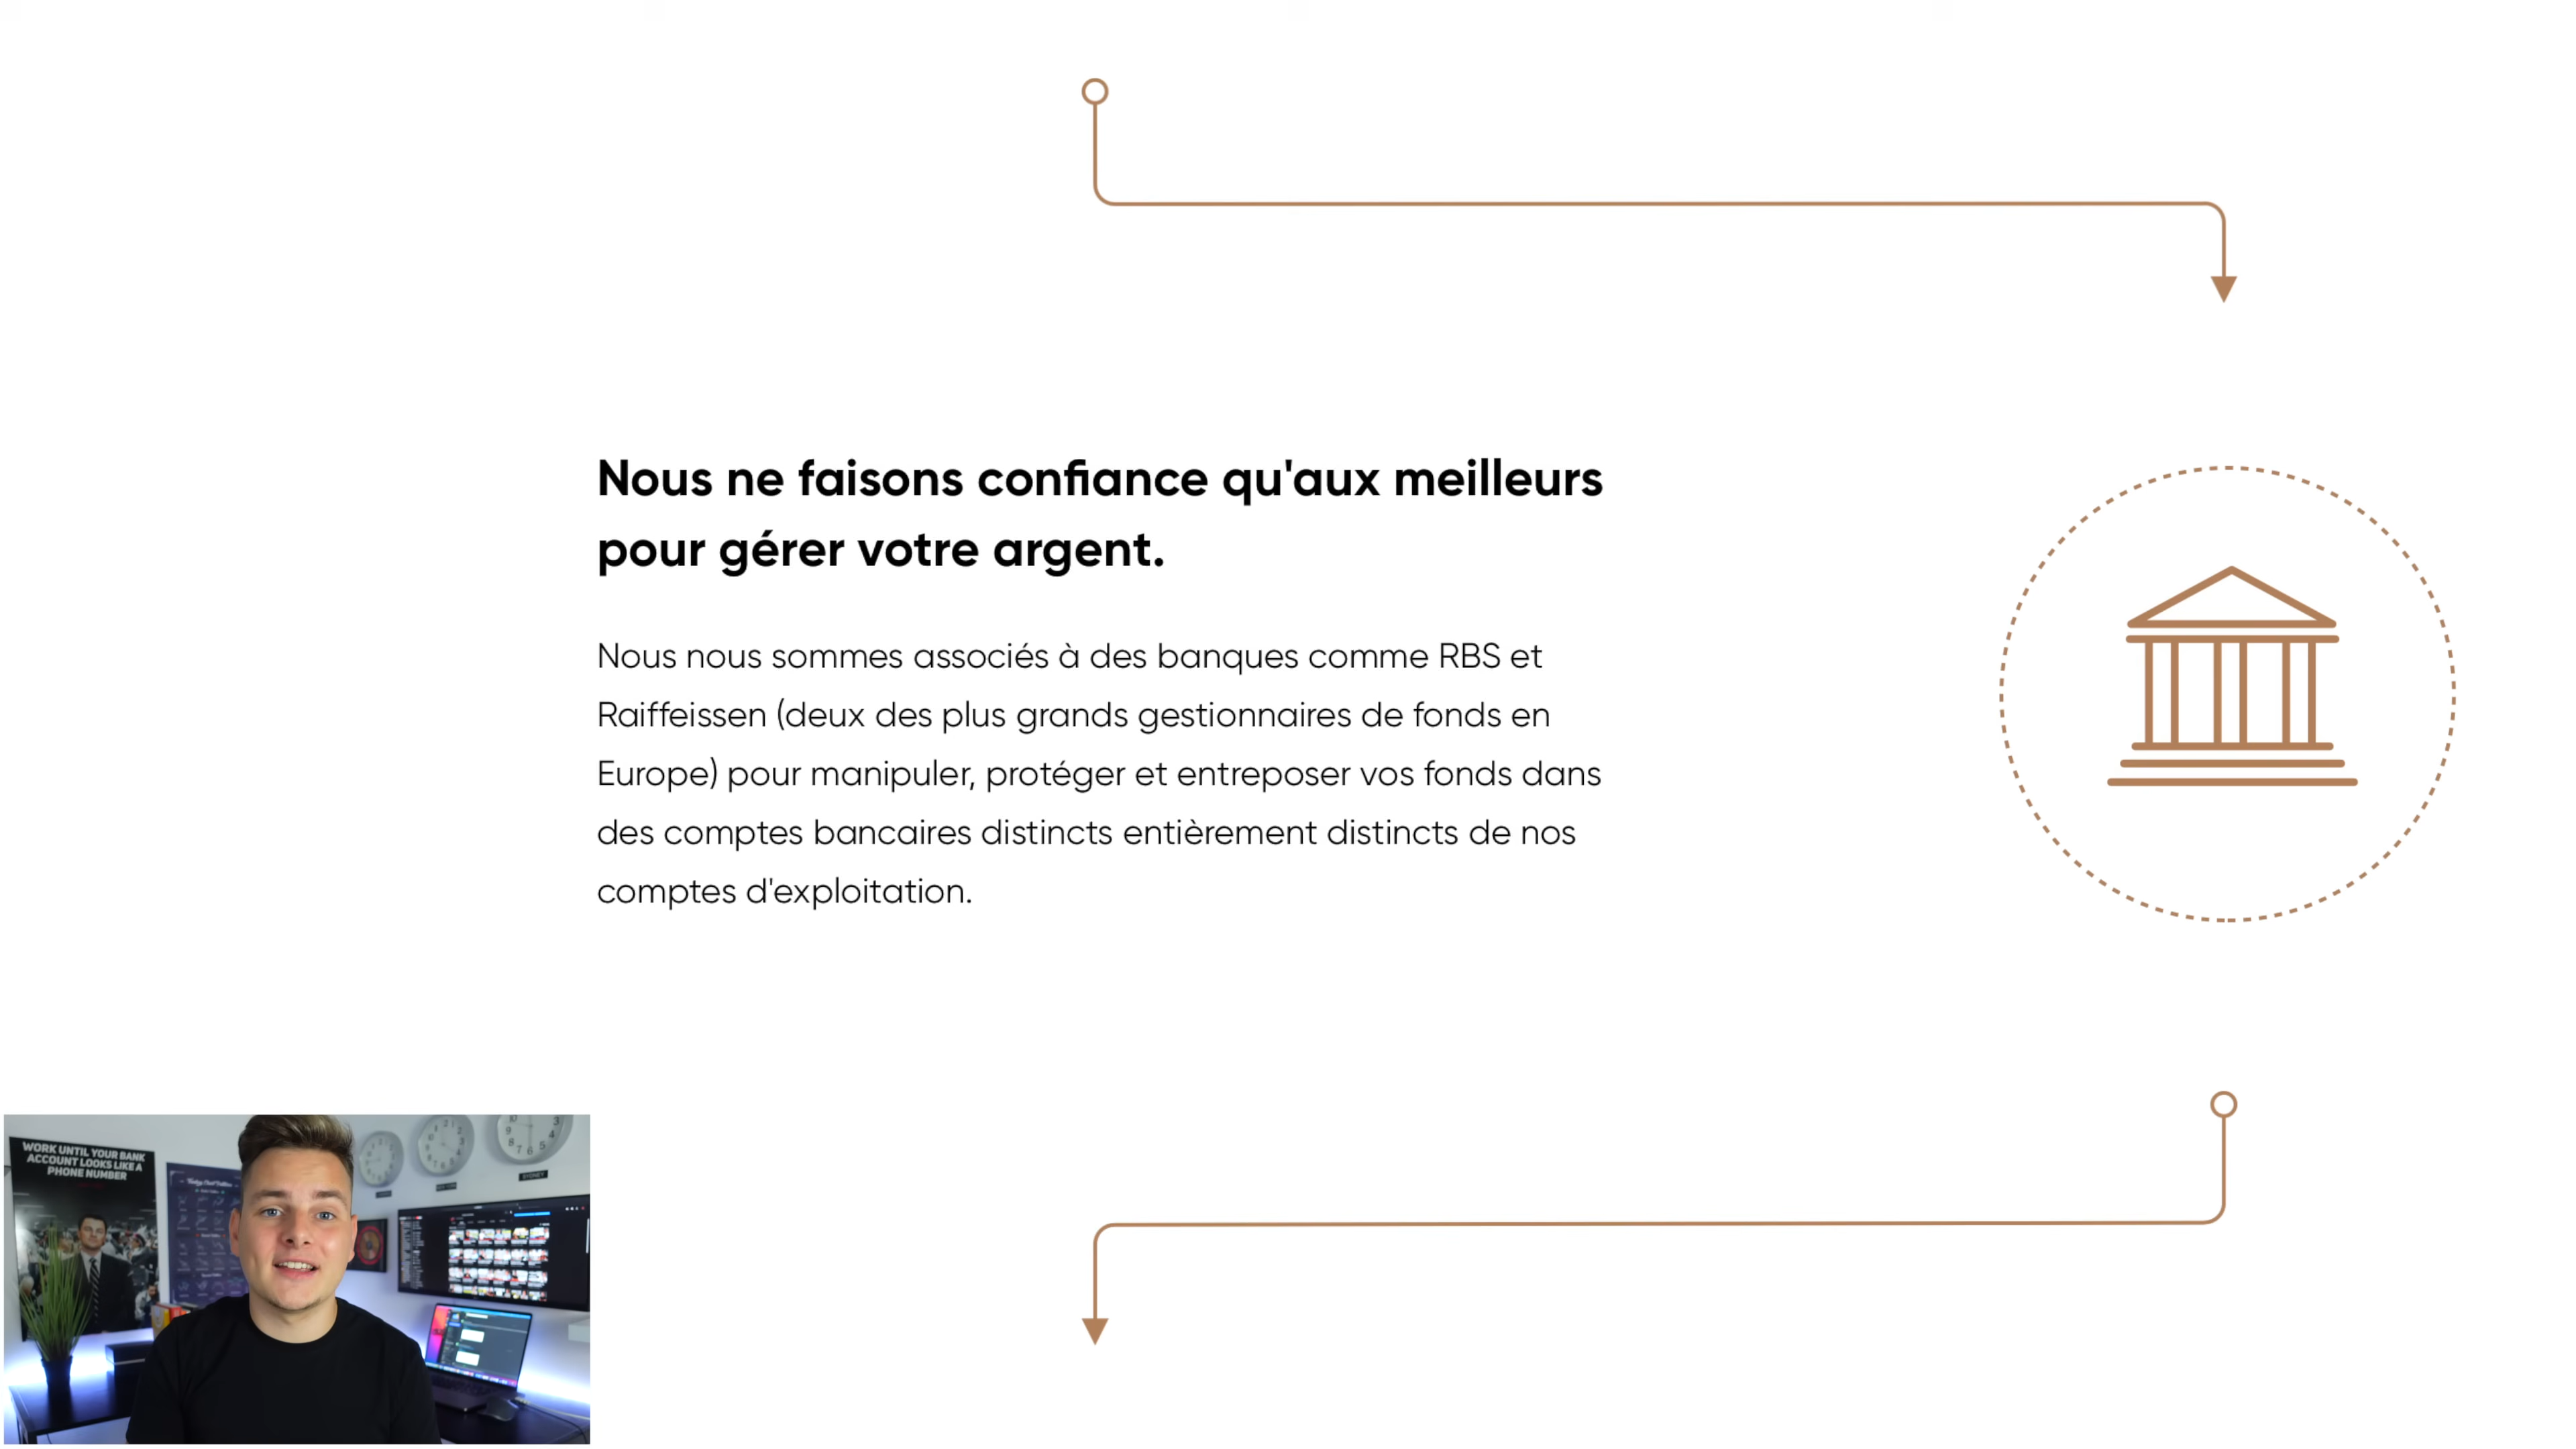 Nous ne faisons confiance qu'aux meilleurs
pour gérer votre argent.
Nous nous sommes associés à des banques comme RBS et
Raiffeissen (deux des plus grands gestionnaires de fonds en
Europe) pour manipuler, protéger et entreposer vos fonds dans
des comptes bancaires distincts entièrement distincts de nos
comptes d'exploitation.
WORK UNTIL YOUR BANK
ACCOUNT LOOKS LIKE A
PHONE NUMBER
SYDNEY